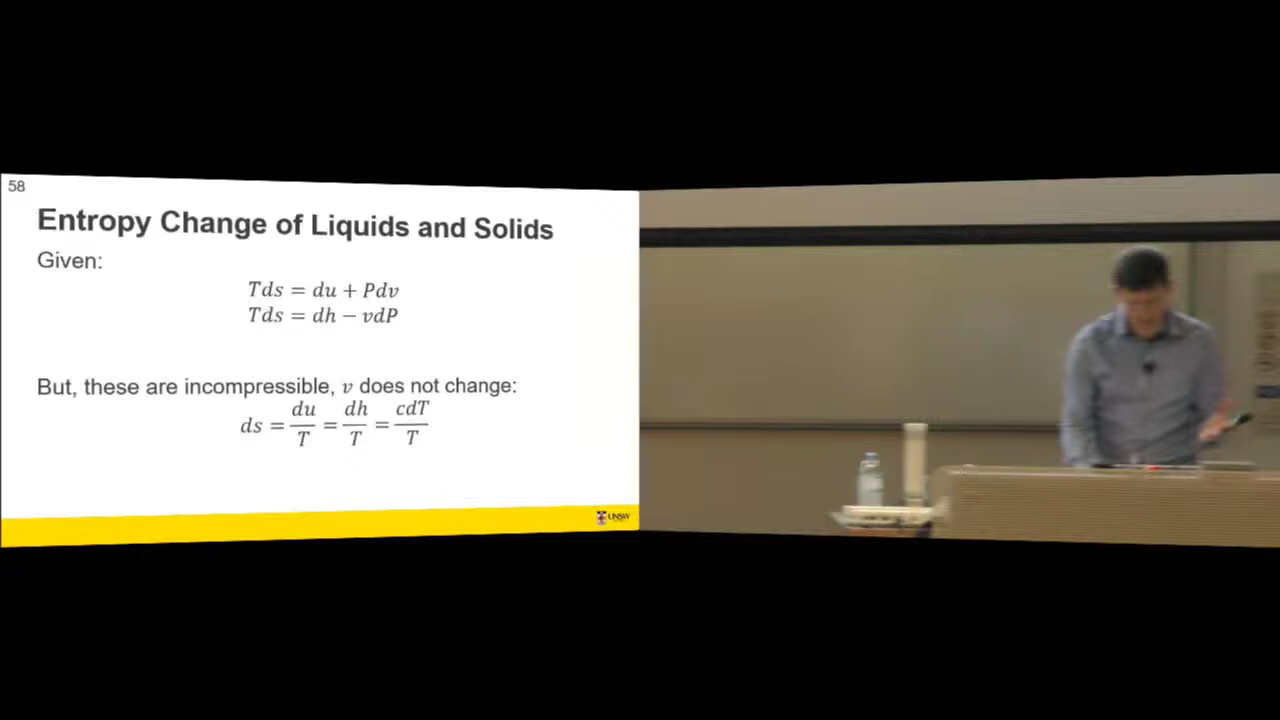 58
Entropy Change of Liquids and Solids
Given:
Tds = du + Pdv
Tds = dh − vdP
But, these are incompressible, v does not change:
ds = du/T = dh/T = cdT/T
UNSW